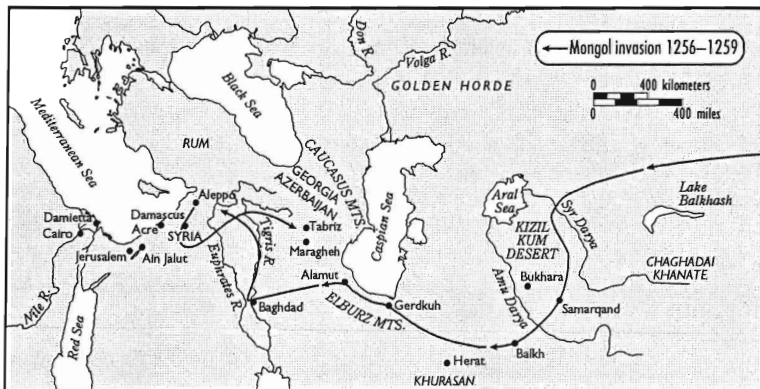 Mongol invasion 1256–1259
0 400 kilometers
0 400 miles
Don R.
Volga R.
GOLDEN HORDE
Black Sea
Mediterranean Sea
RUM
CAUCASUS MTS.
GEORGIA
AZERBAIJAN
Caspian Sea
Aral Sea
Syr Darya
Lake Balkhash
KIZIL KUM DESERT
CHAGHADAI KHANATE
Aleppo
Damietta
Cairo
Damascus
Acre
SYRIA
Tigris R.
Tabriz
Maragheh
Jerusalem
Ain Jalut
Euphrates R.
Alamut
Bukhara
Amu Darya
Samarqand
Nile R.
Red Sea
Baghdad
ELBURZ MTS.
Gerdkuh
Balkh
Herat
KHURASAN